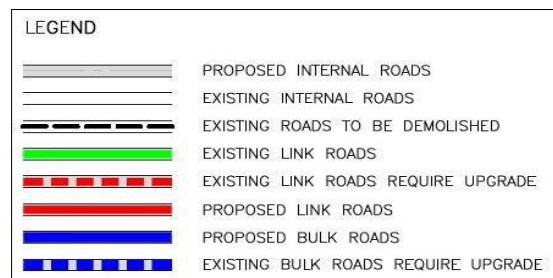 LEGEND
PROPOSED INTERNAL ROADS
EXISTING INTERNAL ROADS
EXISTING ROADS TO BE DEMOLISHED
EXISTING LINK ROADS
EXISTING LINK ROADS REQUIRE UPGRADE
PROPOSED LINK ROADS
PROPOSED BULK ROADS
EXISTING BULK ROADS REQUIRE UPGRADE